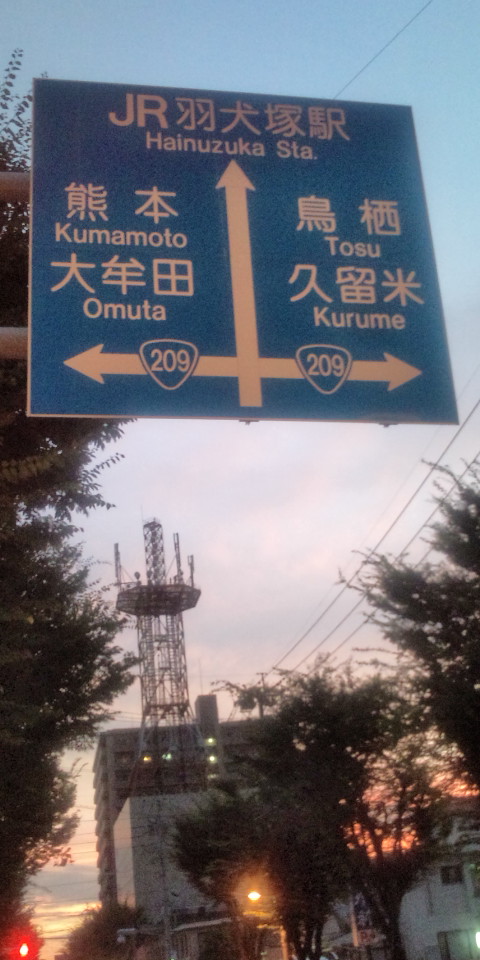 JR羽犬塚駅
Hainuzuka Sta.
熊本
Kumamoto
大牟田
Omuta
鳥栖
Tosu
久留米
Kurume
209
209